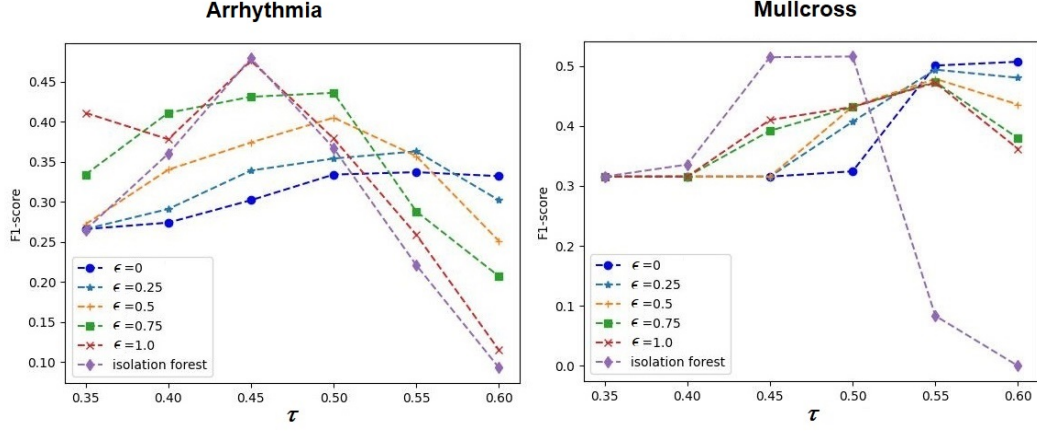 Arrhythmia
F1-score
0.45
0.40
0.35
0.30
0.25
0.20
0.15
0.10
ϵ =0
ϵ =0.25
ϵ =0.5
ϵ =0.75
ϵ =1.0
isolation forest
0.35 0.40 0.45 0.50 0.55 0.60
τ
Mullcross
F1-score
0.5
0.4
0.3
0.2
0.1
0.0
ϵ =0
ϵ =0.25
ϵ =0.5
ϵ =0.75
ϵ =1.0
isolation forest
0.35 0.40 0.45 0.50 0.55 0.60
τ